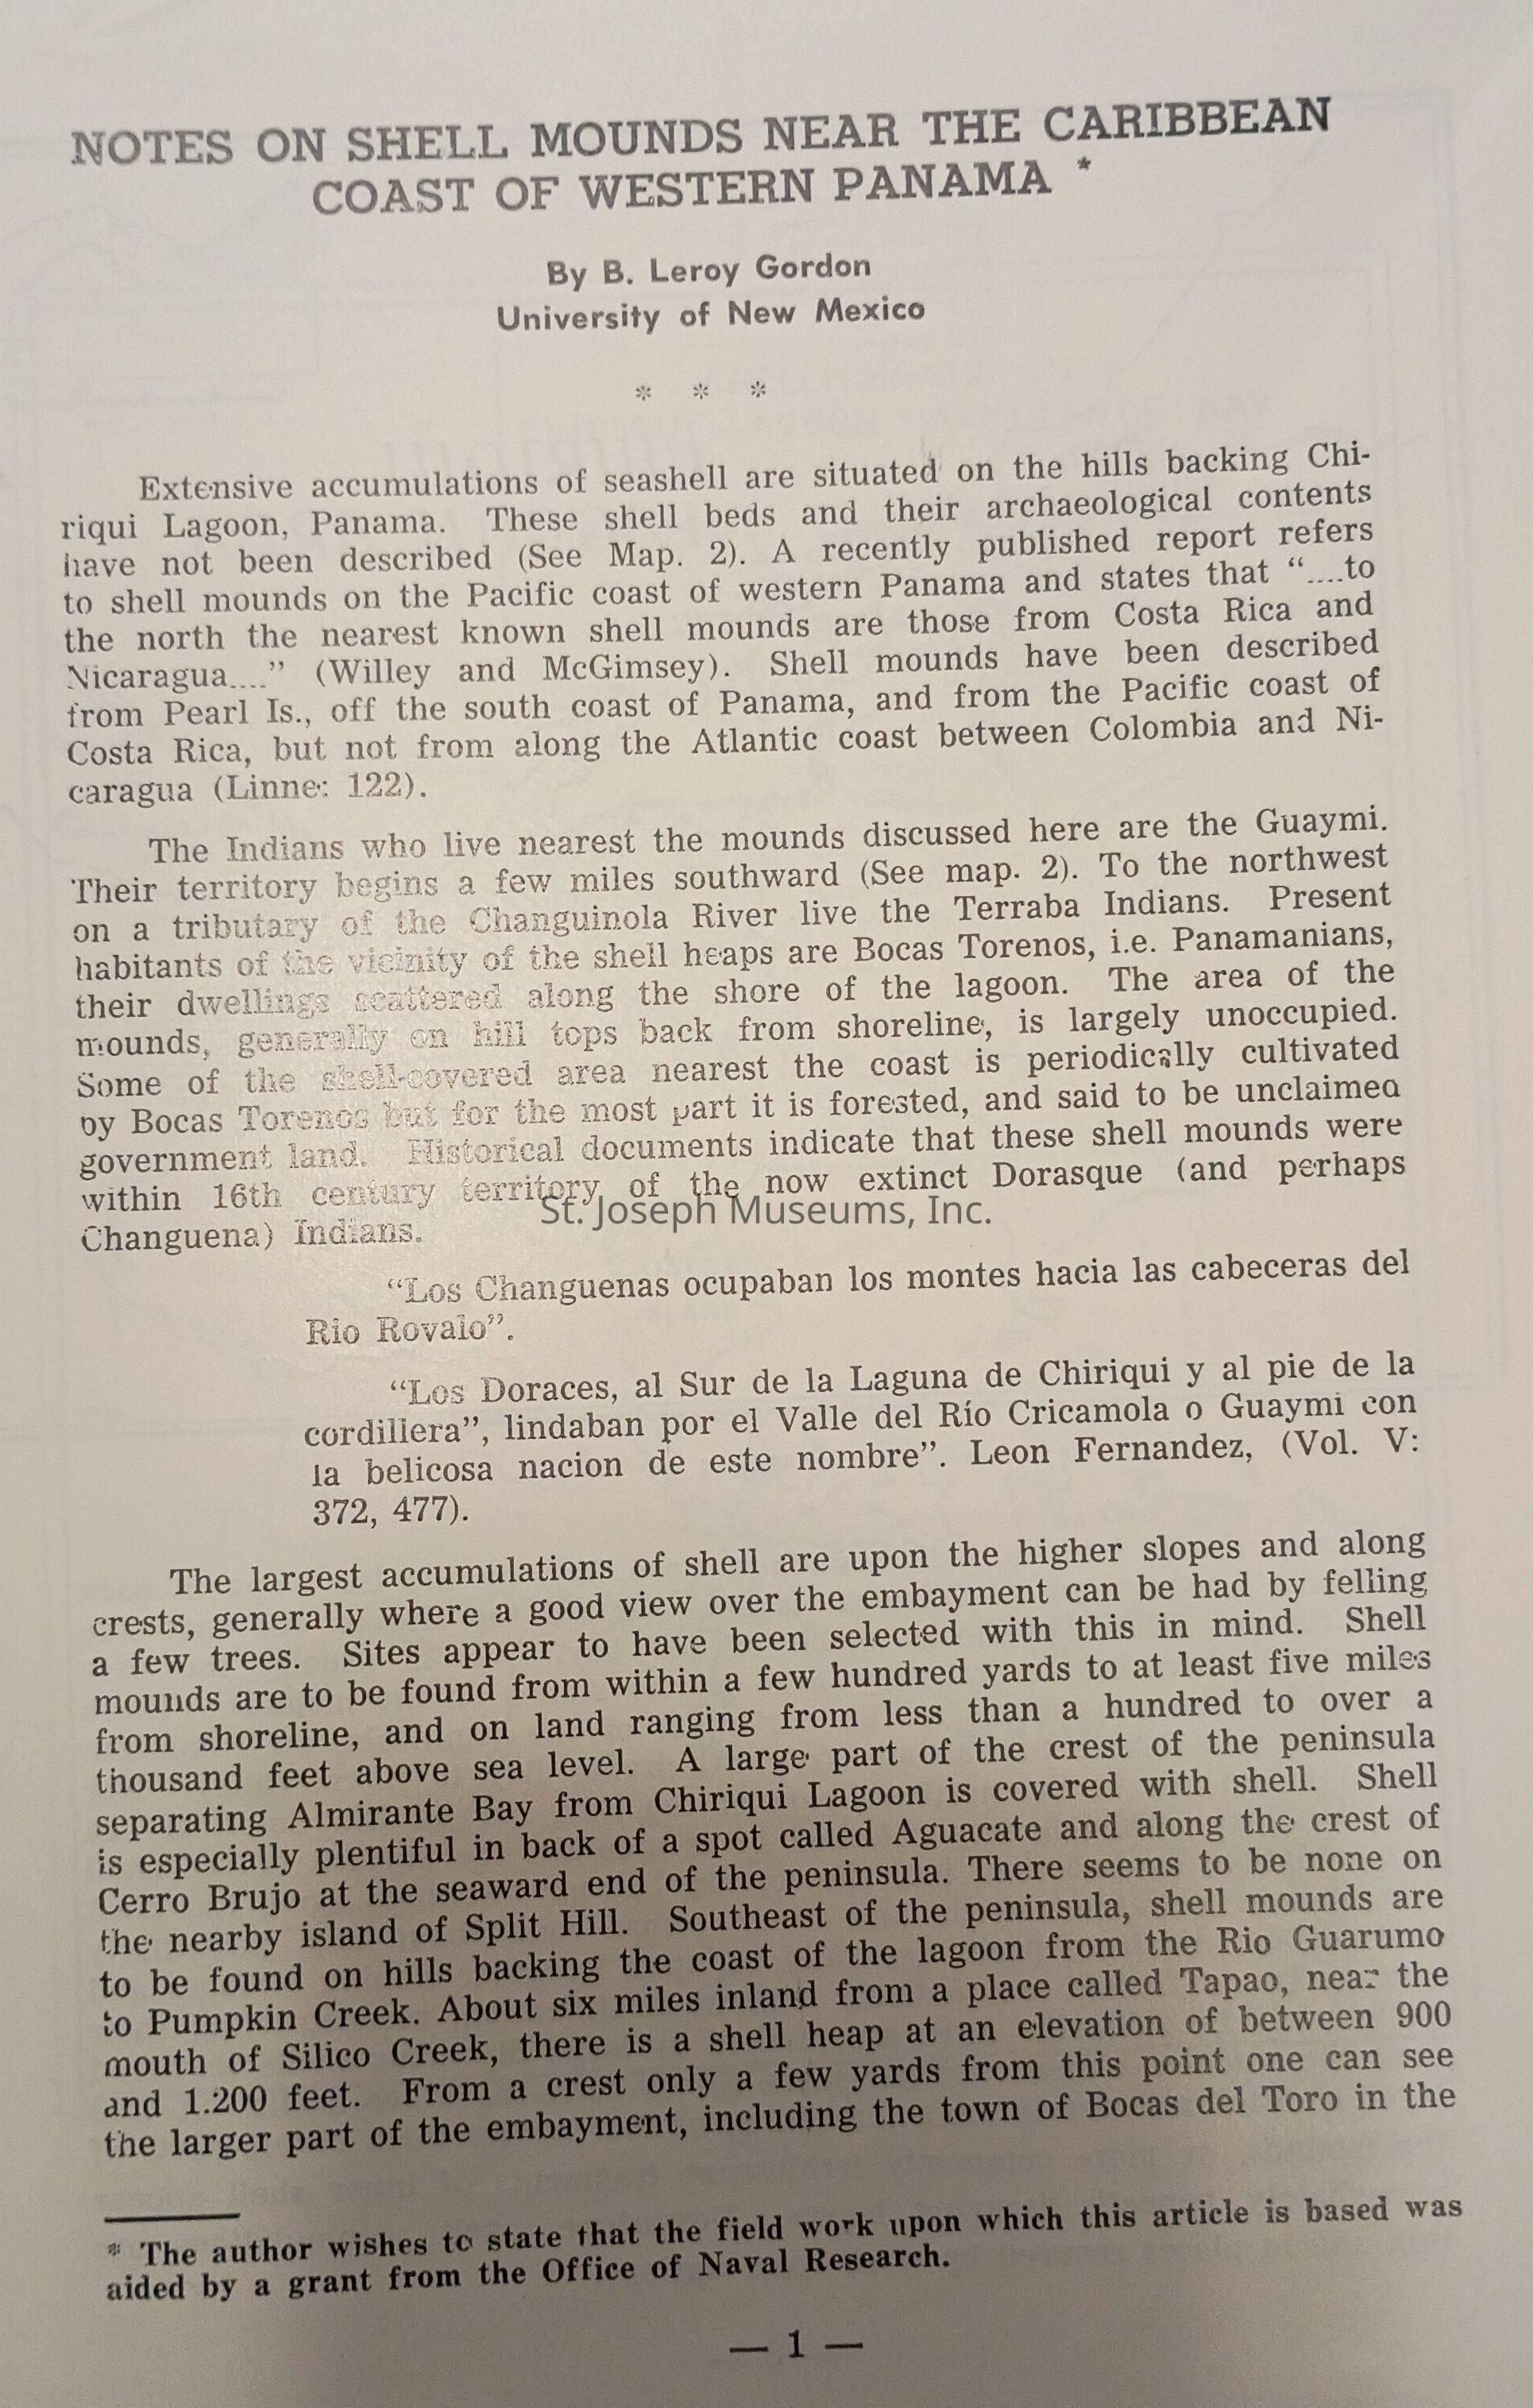 NOTES ON SHELL MOUNDS NEAR THE CARIBBEAN
COAST OF WESTERN PANAMA *
By B. Leroy Gordon
University of New Mexico
* * *
Extensive accumulations of seashell are situated on the hills backing Chi-
riqui Lagoon, Panama. These shell beds and their archaeological contents
have not been described (See Map. 2). A recently published report refers
to shell mounds on the Pacific coast of western Panama and states that "....to
the north the nearest known shell mounds are those from Costa Rica and
Nicaragua...." (Willey and McGimsey). Shell mounds have been described
from Pearl Is., off the south coast of Panama, and from the Pacific coast of
Costa Rica, but not from along the Atlantic coast between Colombia and Ni-
caragua (Linne: 122).
The Indians who live nearest the mounds discussed here are the Guaymi.
Their territory begins a few miles southward (See map. 2). To the northwest
on a tributary of the Changuinola River live the Terraba Indians. Present
habitants of the vicinity of the shell heaps are Bocas Torenos, i.e. Panamanians,
their dwellings scattered along the shore of the lagoon. The area of the
mounds, generally on hill tops back from shoreline, is largely unoccupied.
Some of the shell-covered area nearest the coast is periodically cultivated
by Bocas Torenos but for the most part it is forested, and said to be unclaimed
government land. Historical documents indicate that these shell mounds were
within 16th century territory of the now extinct Dorasque (and perhaps
Changuena) Indians.
St. Joseph Museums, Inc.
"Los Changuenas ocupaban los montes hacia las cabeceras del
Rio Rovalo".
"Los Doraces, al Sur de la Laguna de Chiriqui y al pie de la
cordillera", lindaban por el Valle del Río Cricamola o Guaymi con
la belicosa nacion de este nombre". Leon Fernandez, (Vol. V:
372, 477).
The largest accumulations of shell are upon the higher slopes and along
crests, generally where a good view over the embayment can be had by felling
a few trees. Sites appear to have been selected with this in mind. Shell
mounds are to be found from within a few hundred yards to at least five miles
from shoreline, and on land ranging from less than a hundred to over a
thousand feet above sea level. A large part of the crest of the peninsula
separating Almirante Bay from Chiriqui Lagoon is covered with shell. Shell
is especially plentiful in back of a spot called Aguacate and along the crest of
Cerro Brujo at the seaward end of the peninsula. There seems to be none on
the nearby island of Split Hill. Southeast of the peninsula, shell mounds are
to be found on hills backing the coast of the lagoon from the Rio Guarumo
to Pumpkin Creek. About six miles inland from a place called Tapao, near the
mouth of Silico Creek, there is a shell heap at an elevation of between 900
and 1.200 feet. From a crest only a few yards from this point one can see
the larger part of the embayment, including the town of Bocas del Toro in the
* The author wishes to state that the field work upon which this article is based was
aided by a grant from the Office of Naval Research.
— 1 —